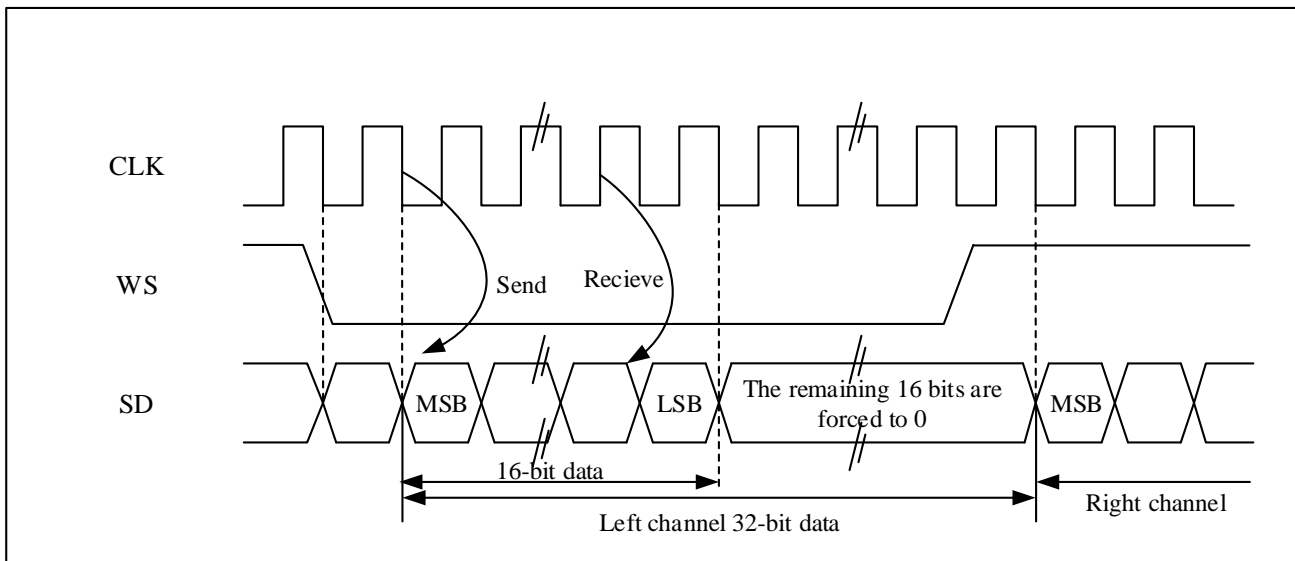 CLK
WS
Send
Recieve
SD
MSB
LSB
The remaining 16 bits are
forced to 0
MSB
16-bit data
Left channel 32-bit data
Right channel